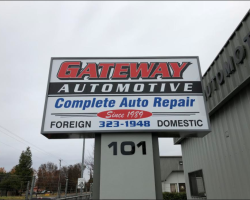 GATEWAY
AUTOMOTIVE
Complete Auto Repair
Since 1989
FOREIGN 323-1948 DOMESTIC
101